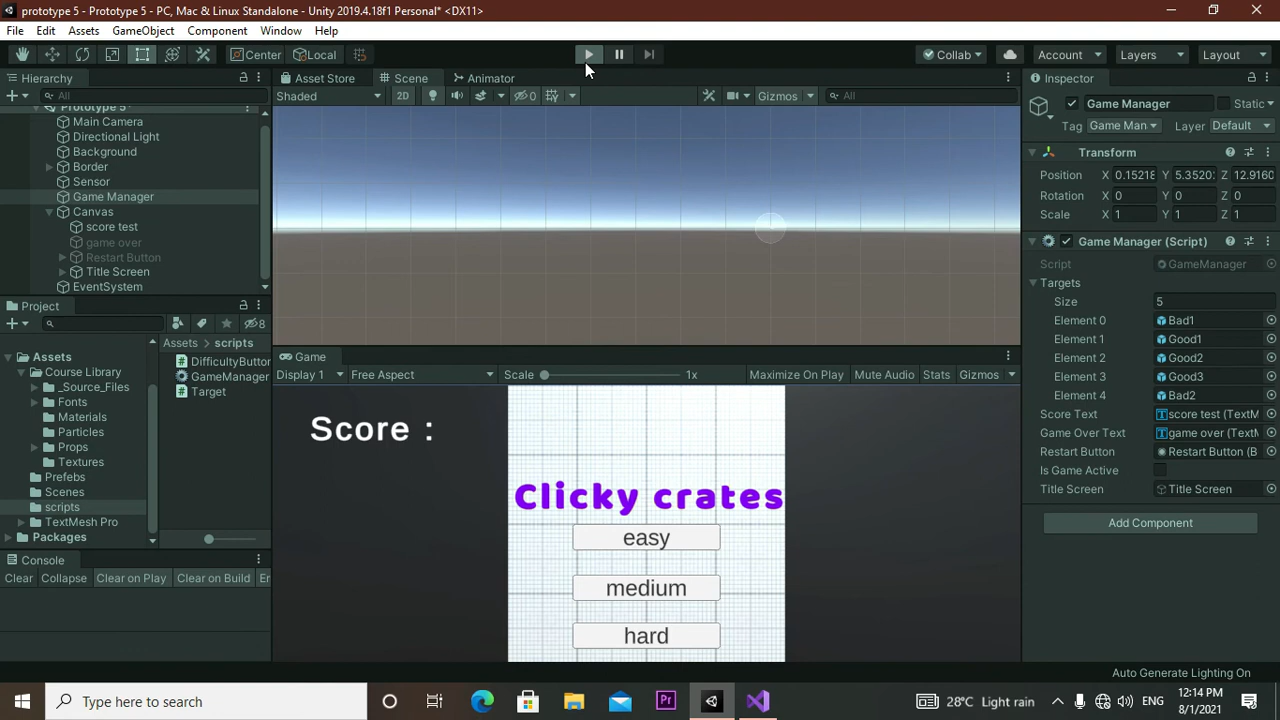 prototype 5 - Prototype 5 - PC, Mac & Linux Standalone - Unity 2019.4.18f1 Personal* <DX11>
File Edit Assets GameObject Component Window Help
Center Local Collab Account Layers Layout
Hierarchy
All
Prototype 5*
Main Camera
Directional Light
Background
Border
Sensor
Game Manager
Canvas
score test
game over
Restart Button
Title Screen
EventSystem
Asset Store Scene Animator
Shaded 2D 0 Gizmos All
Project
8
Assets
Course Library
_Source_Files
Fonts
Materials
Particles
Props
Textures
Prefebs
Scenes
scripts
TextMesh Pro
Packages
Assets scripts
DifficultyButtor
GameManager
Target
Console
Clear Collapse Clear on Play Clear on Build Er
Game
Display 1 Free Aspect Scale 1x Maximize On Play Mute Audio Stats Gizmos
Score :
Clicky crates
easy
medium
hard
Inspector
Game Manager Static
Tag Game Man Layer Default
Transform
Position X 0.15218 Y 5.3520 Z 12.9160
Rotation X 0 Y 0 Z 0
Scale X 1 Y 1 Z 1
Game Manager (Script)
Script GameManager
Targets
Size 5
Element 0 Bad1
Element 1 Good1
Element 2 Good2
Element 3 Good3
Element 4 Bad2
Score Text score test (TextM
Game Over Text game over (TextM
Restart Button Restart Button (B
Is Game Active
Title Screen Title Screen
Add Component
Auto Generate Lighting On
Type here to search
Pr
28°C Light rain
ENG
12:14 PM
8/1/2021